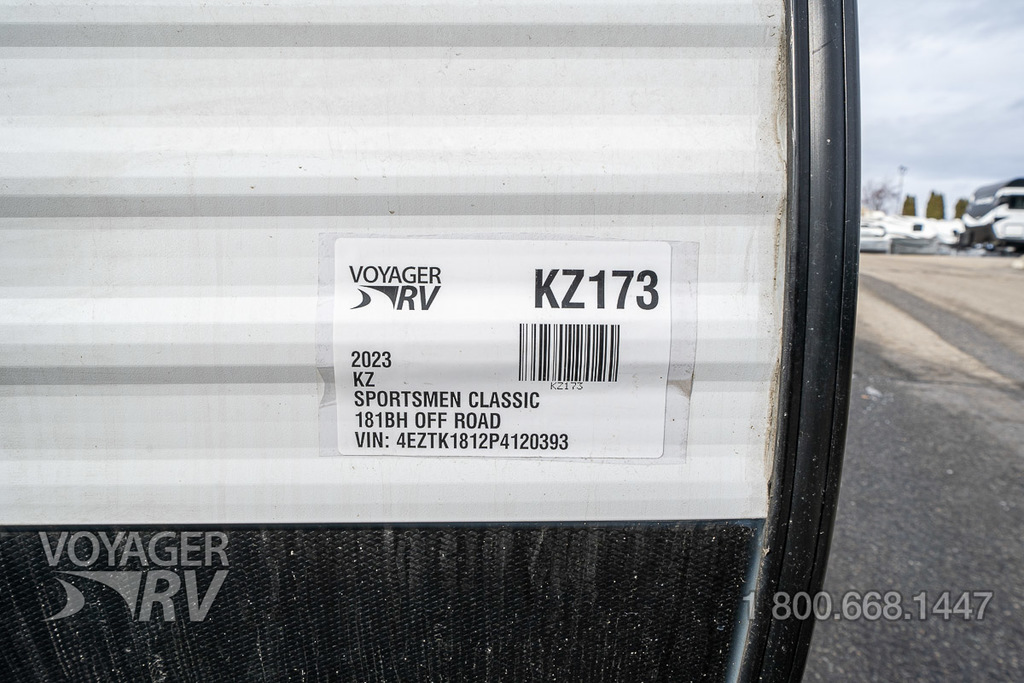 VOYAGER
RV
KZ173
KZ173
2023
KZ
SPORTSMEN CLASSIC
181BH OFF ROAD
VIN: 4EZTK1812P4120393
VOYAGER
RV
1 800.668.1447